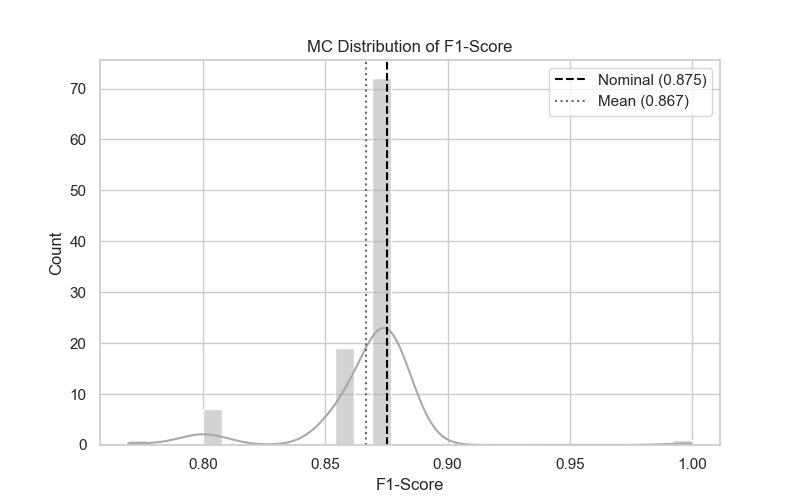 MC Distribution of F1-Score
Nominal (0.875)
Mean (0.867)
Count
70
60
50
40
30
20
10
0
0.80 0.85 0.90 0.95 1.00
F1-Score